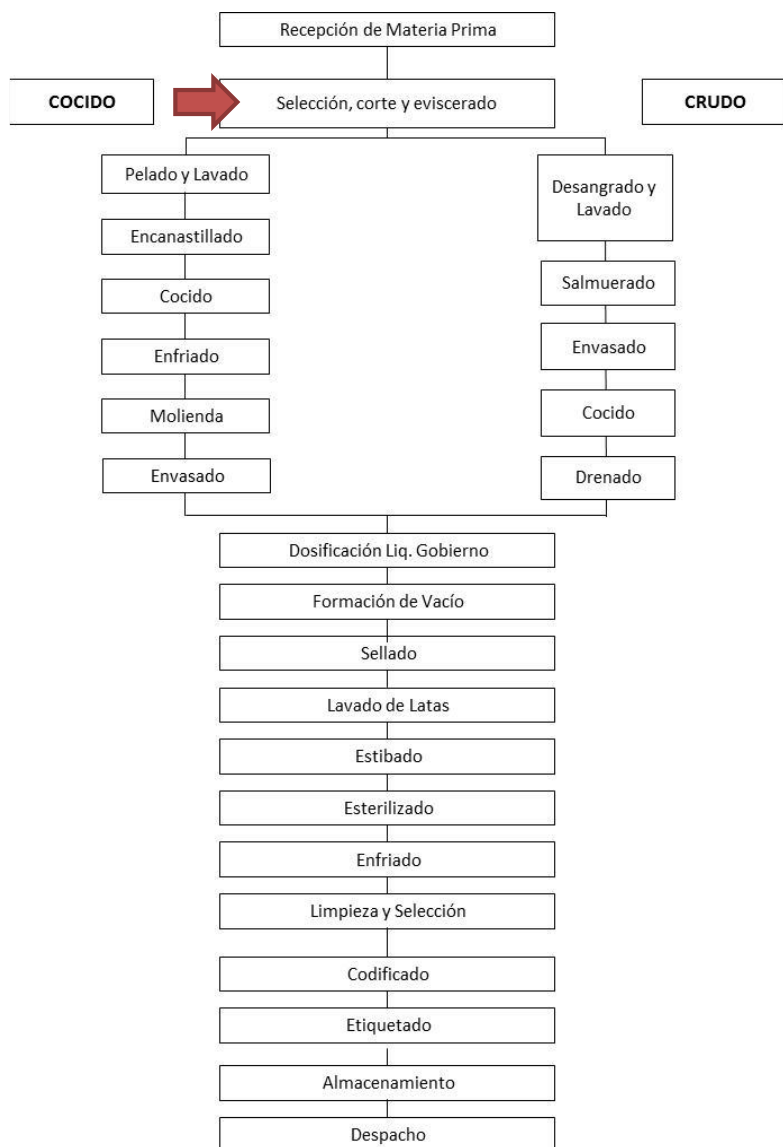 Recepción de Materia Prima
COCIDO
Selección, corte y eviscerado
CRUDO
Pelado y Lavado
Encanastillado
Cocido
Enfriado
Molienda
Envasado
Desangrado y
Lavado
Salmuerado
Envasado
Cocido
Drenado
Dosificación Liq. Gobierno
Formación de Vacío
Sellado
Lavado de Latas
Estibado
Esterilizado
Enfriado
Limpieza y Selección
Codificado
Etiquetado
Almacenamiento
Despacho